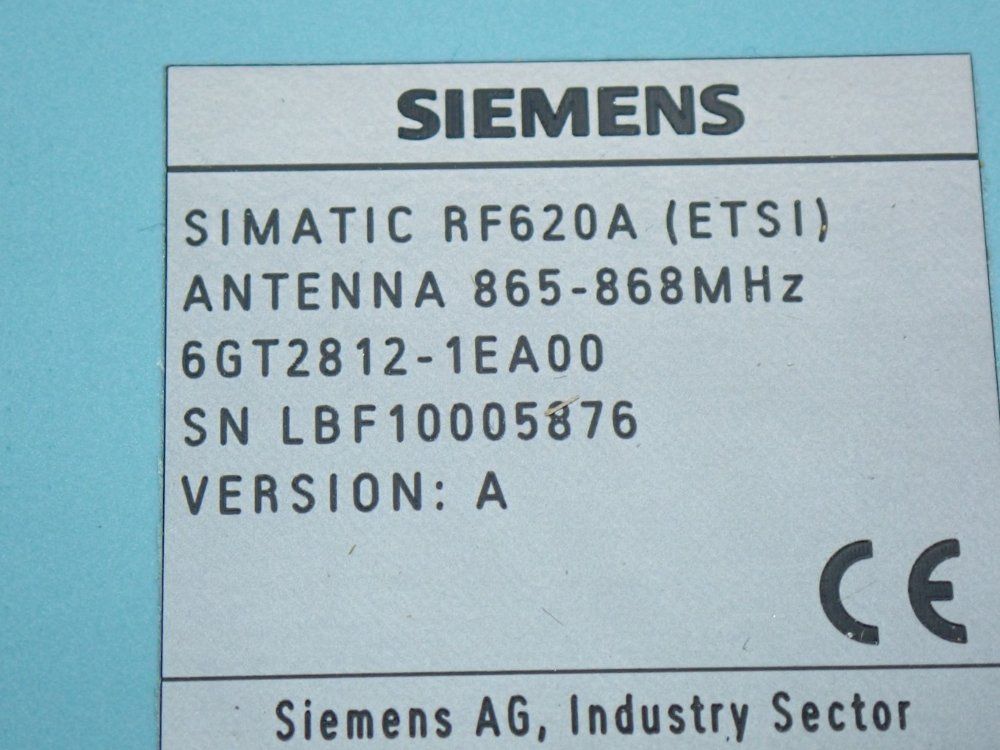 SIEMENS
SIMATIC RF620A (ETSI)
ANTENNA 865-868MHz
6GT2812-1EA00
SN LBF10005876
VERSION: A
CE
Siemens AG, Industry Sector